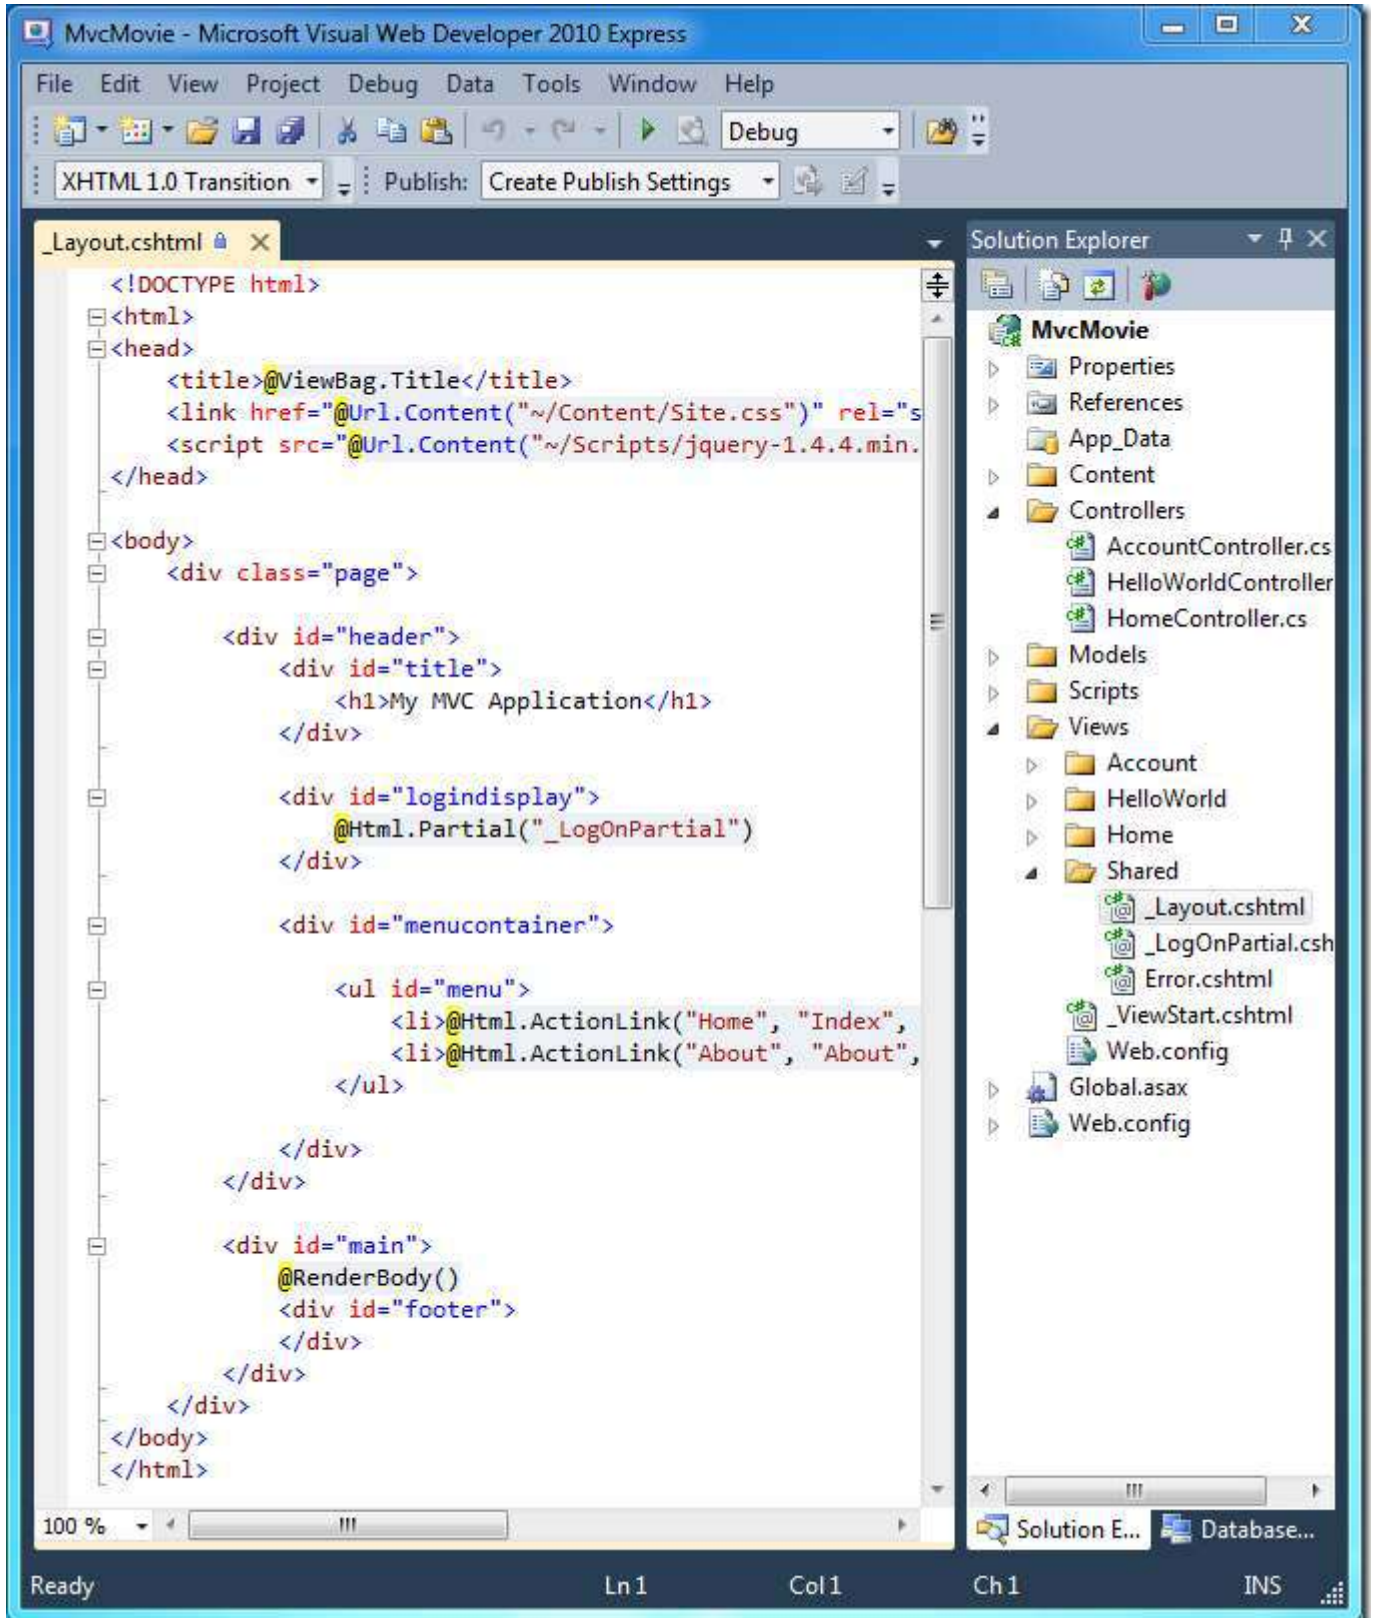 MvcMovie - Microsoft Visual Web Developer 2010 Express
File Edit View Project Debug Data Tools Window Help
Debug
XHTML 1.0 Transition Publish: Create Publish Settings
_Layout.cshtml
<!DOCTYPE html>
<html>
<head>
<title>@ViewBag.Title</title>
<link href="@Url.Content("~/Content/Site.css")" rel="s
<script src="@Url.Content("~/Scripts/jquery-1.4.4.min.
</head>
<body>
<div class="page">
<div id="header">
<div id="title">
<h1>My MVC Application</h1>
</div>
<div id="logindisplay">
@Html.Partial("_LogOnPartial")
</div>
<div id="menucontainer">
<ul id="menu">
<li>@Html.ActionLink("Home", "Index",
<li>@Html.ActionLink("About", "About",
</ul>
</div>
</div>
<div id="main">
@RenderBody()
<div id="footer">
</div>
</div>
</div>
</body>
</html>
100 %
Solution Explorer
MvcMovie
Properties
References
App_Data
Content
Controllers
AccountController.cs
HelloWorldController
HomeController.cs
Models
Scripts
Views
Account
HelloWorld
Home
Shared
_Layout.cshtml
_LogOnPartial.csh
Error.cshtml
_ViewStart.cshtml
Web.config
Global.asax
Web.config
Solution E... Database...
Ready Ln 1 Col 1 Ch 1 INS